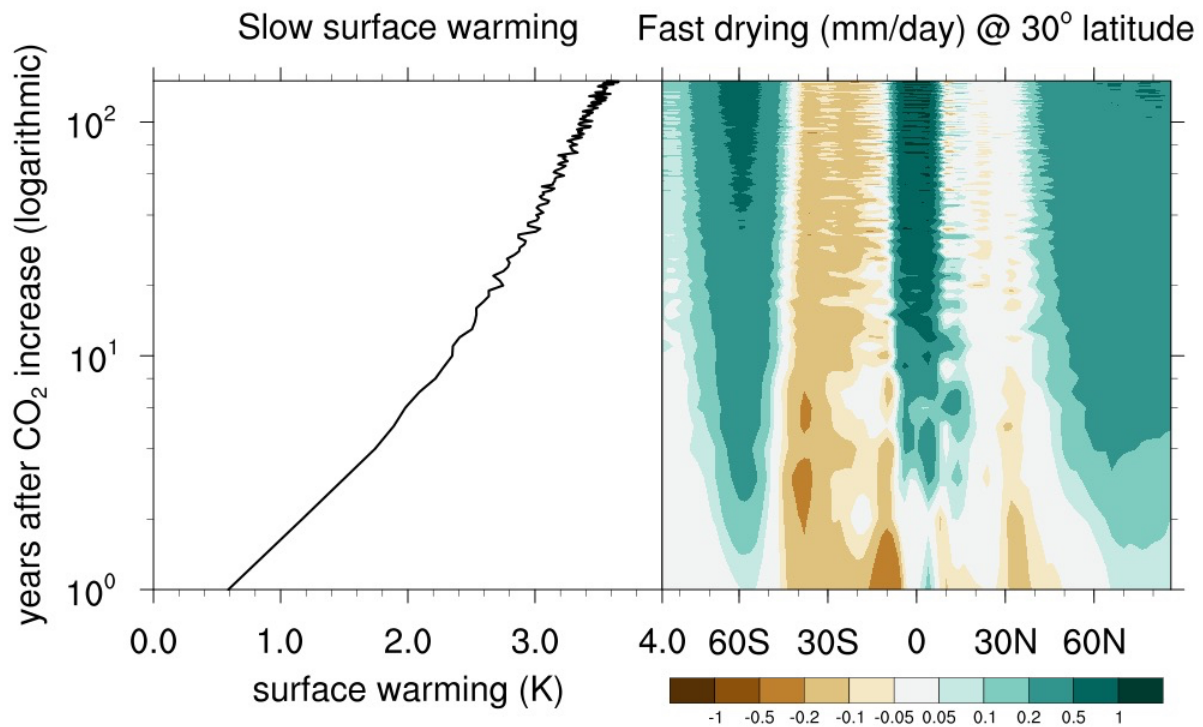 Slow surface warming
Fast drying (mm/day) @ 30° latitude
years after CO₂ increase (logarithmic)
10²
10¹
10⁰
0.0 1.0 2.0 3.0 4.0 60S 30S 0 30N 60N
surface warming (K)
-1 -0.5 -0.2 -0.1 -0.05 0.05 0.1 0.2 0.5 1